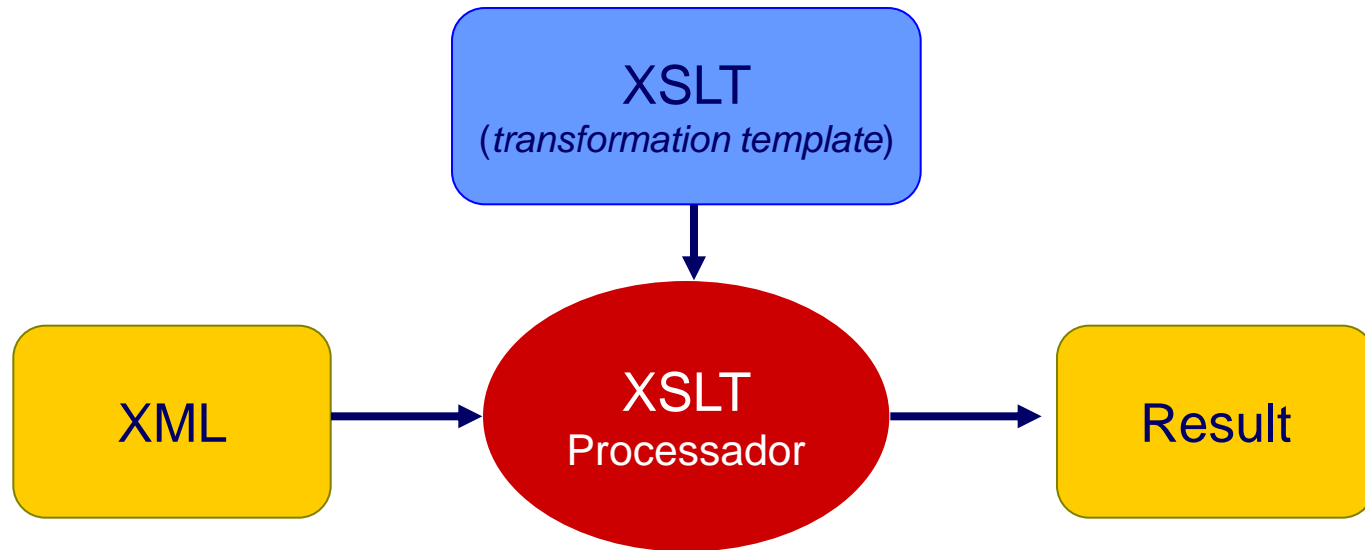 XSLT
(transformation template)
XML
XSLT
Processador
Result